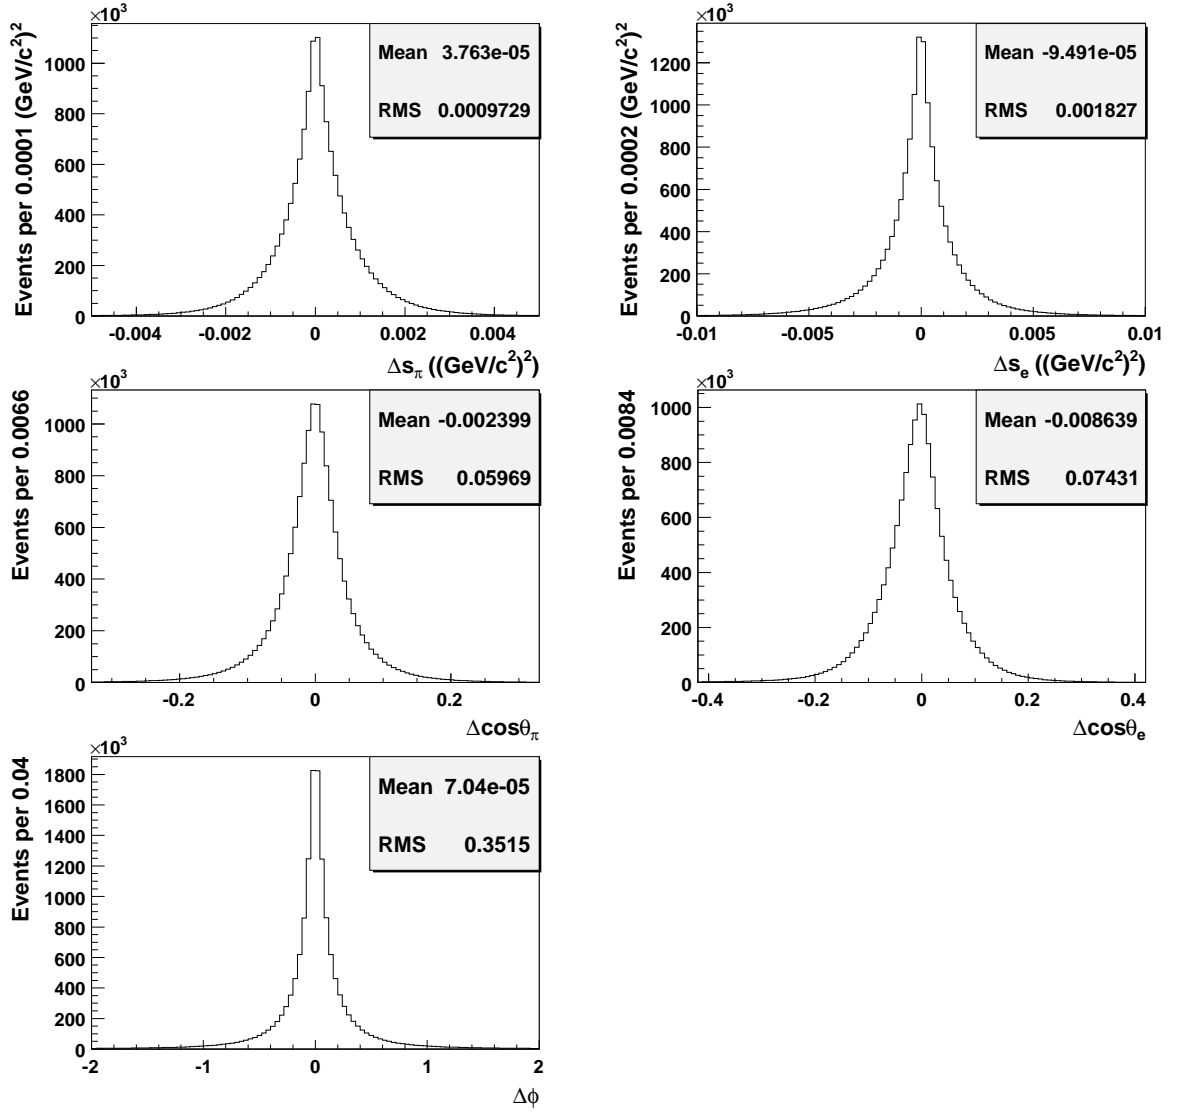 ×10³
Events per 0.0001 (GeV/c²)²
1000
800
600
400
200
0
-0.004 -0.002 0 0.002 0.004
Δs_π ((GeV/c²)²)
Mean 3.763e-05
RMS 0.0009729
×10³
Events per 0.0002 (GeV/c²)²
1200
1000
800
600
400
200
0
-0.01 -0.005 0 0.005 0.01
Δs_e ((GeV/c²)²)
Mean -9.491e-05
RMS 0.001827
×10³
Events per 0.0066
1000
800
600
400
200
0
-0.2 0 0.2
Δcosθ_π
Mean -0.002399
RMS 0.05969
×10³
Events per 0.0084
1000
800
600
400
200
0
-0.4 -0.2 0 0.2 0.4
Δcosθ_e
Mean -0.008639
RMS 0.07431
×10³
Events per 0.04
1800
1600
1400
1200
1000
800
600
400
200
0
-2 -1 0 1 2
Δϕ
Mean 7.04e-05
RMS 0.3515